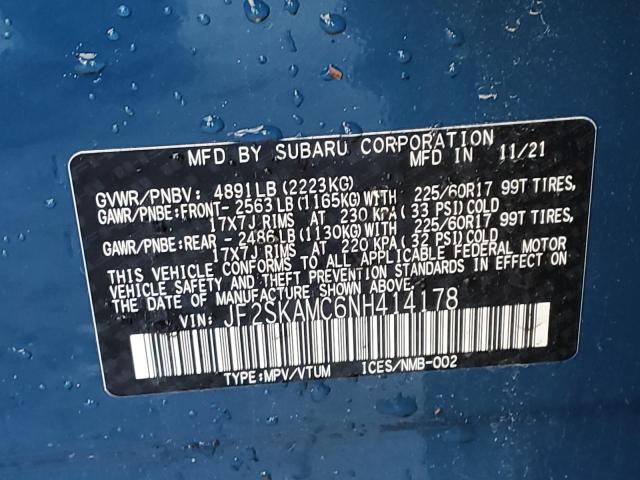 MFD BY SUBARU CORPORATION
MFD IN 11/21
GVWR/PNBV: 4891LB(2223KG)
GAWR/PNBE:FRONT- 2563LB(1165KG)WITH 225/60R17 99T TIRES,
17X7J RIMS AT 230 KPA(33 PSI)COLD
GAWR/PNBE:REAR - 2486LB(1130KG)WITH 225/60R17 99T TIRES,
17X7J RIMS AT 220 KPA(32 PSI)COLD
THIS VEHICLE CONFORMS TO ALL APPLICABLE FEDERAL MOTOR
VEHICLE SAFETY AND THEFT PREVENTION STANDARDS IN EFFECT ON
THE DATE OF MANUFACTURE SHOWN ABOVE.
VIN: JF2SKAMC6NH414178
TYPE:MPV/VTUM ICES/NMB-002